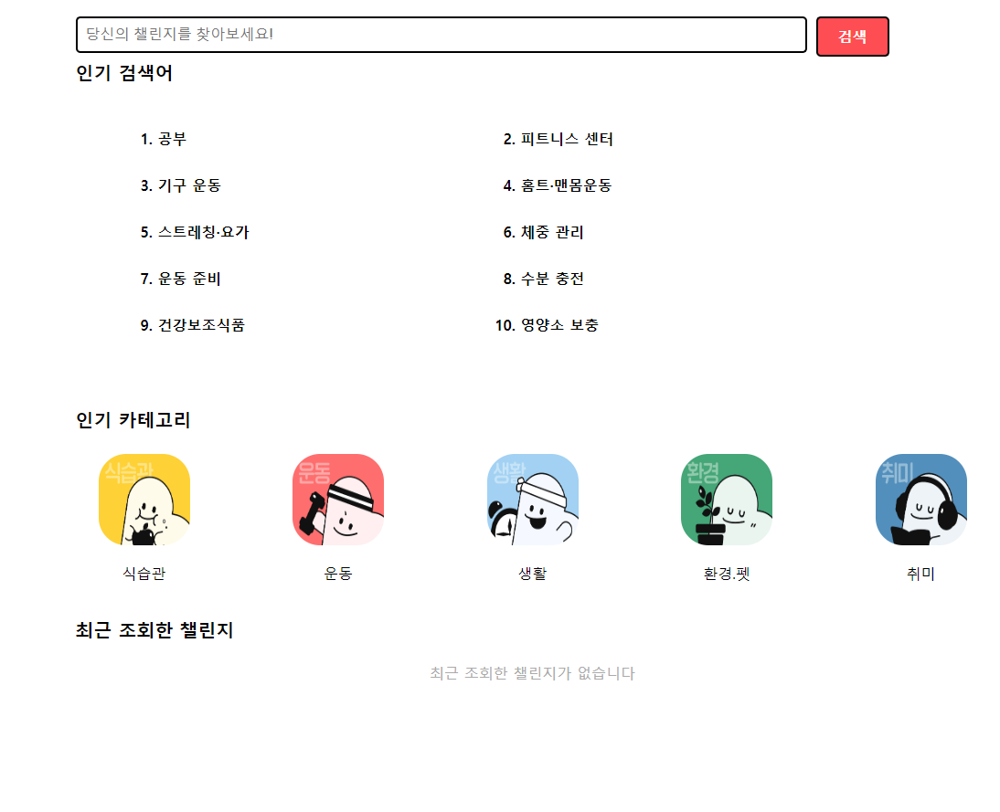 당신의 챌린지를 찾아보세요!
검색
인기 검색어
1. 공부
2. 피트니스 센터
3. 기구 운동
4. 홈트·맨몸운동
5. 스트레칭·요가
6. 체중 관리
7. 운동 준비
8. 수분 충전
9. 건강보조식품
10. 영양소 보충
인기 카테고리
식습관
운동
생활
환경
취미
식습관
운동
생활
환경.펫
취미
최근 조회한 챌린지
최근 조회한 챌린지가 없습니다